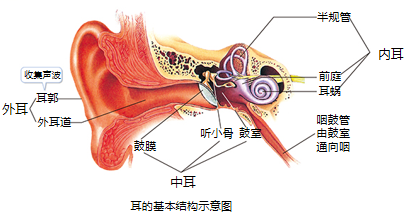 半规管
内耳
前庭
耳蜗
收集声波
外耳
耳郭
外耳道
鼓膜
听小骨
鼓室
中耳
咽鼓管
由鼓室
通向咽
耳的基本结构示意图